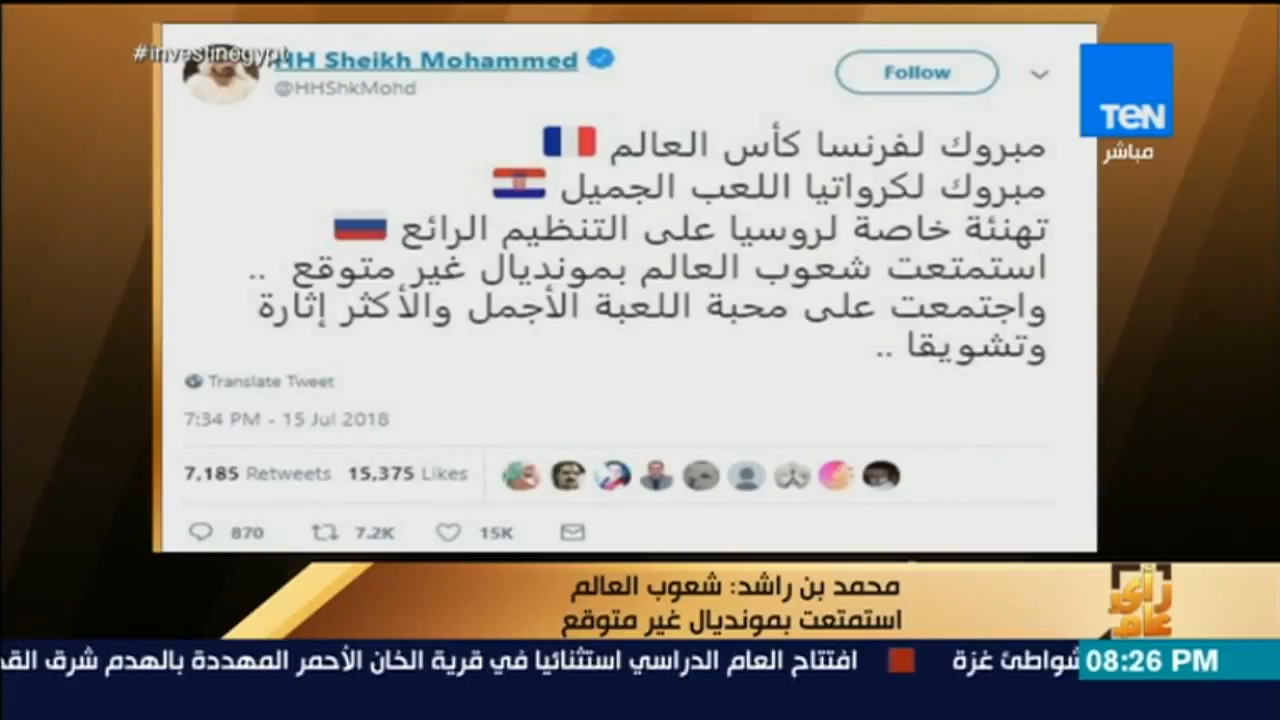 #investinegypt
HH Sheikh Mohammed
@HHShkMohd
Follow
TEN
مباشر
مبروك لفرنسا كأس العالم 🇫🇷
مبروك لكرواتيا اللعب الجميل 🇭🇷
تهنئة خاصة لروسيا على التنظيم الرائع 🇷🇺
استمتعت شعوب العالم بمونديال غير متوقع ..
واجتمعت على محبة اللعبة الأجمل والأكثر إثارة
وتشويقا ..
Translate Tweet
7:34 PM - 15 Jul 2018
7,185 Retweets 15,375 Likes
870 7.2K 15K
محمد بن راشد: شعوب العالم
استمتعت بمونديال غير متوقع
رأى عام
شواطئ غزة
افتتاح العام الدراسي استثنائيا في قرية الخان الأحمر المهددة بالهدم شرق
08:26 PM